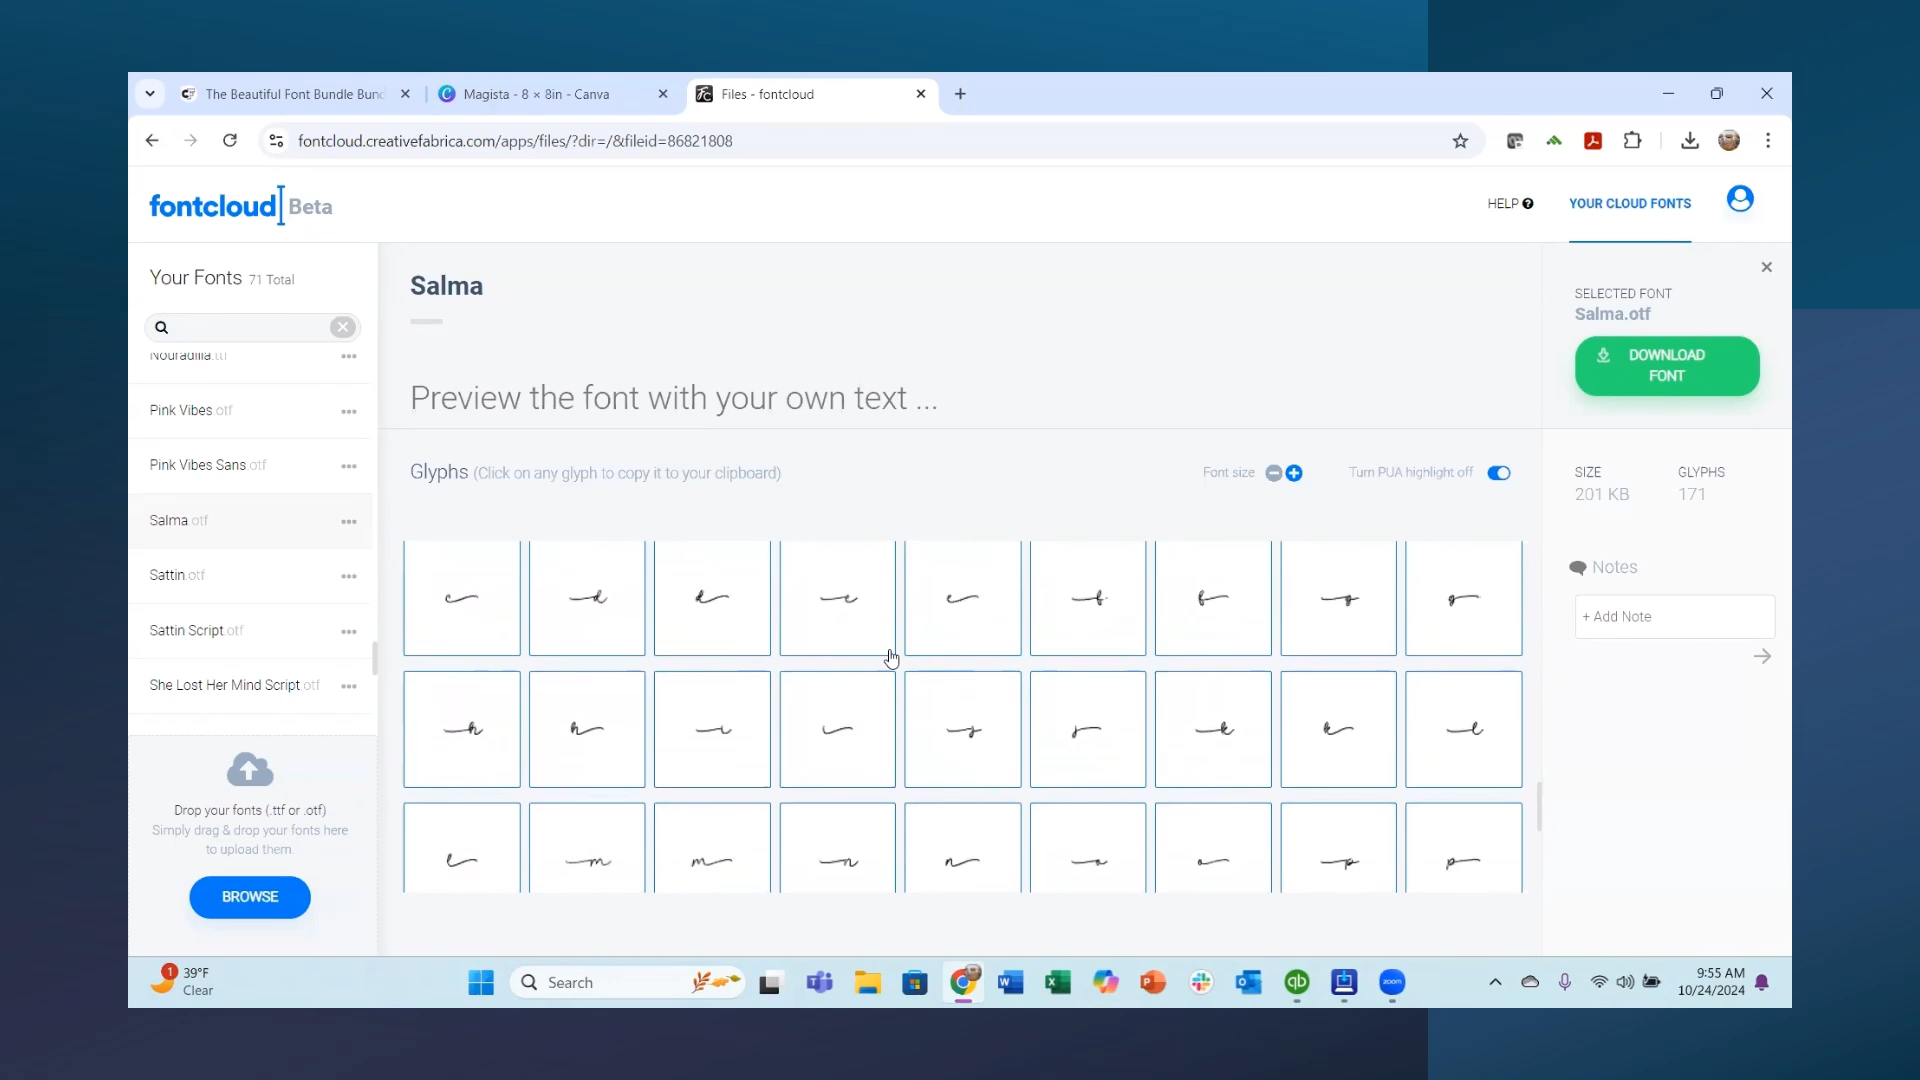 The Beautiful Font Bundle Bund
Magista - 8 × 8in - Canva
Files - fontcloud
fontcloud.creativefabrica.com/apps/files/?dir=/&fileid=86821808
fontcloud Beta
HELP
YOUR CLOUD FONTS
Your Fonts 71 Total
Nouradilla.ttf
Pink Vibes.otf
Pink Vibes Sans.otf
Salma.otf
Sattin.otf
Sattin Script.otf
She Lost Her Mind Script.otf
Drop your fonts (.ttf or .otf)
Simply drag & drop your fonts here
to upload them.
BROWSE
Salma
Preview the font with your own text ...
Glyphs (Click on any glyph to copy it to your clipboard)
Font size
Turn PUA highlight off
c d d e e f f g g
h h i i j j k k l
l m m n n o o p p
SELECTED FONT
Salma.otf
DOWNLOAD
FONT
SIZE
GLYPHS
201 KB
171
Notes
+ Add Note
1
39°F
Clear
Search
zoom
9:55 AM
10/24/2024